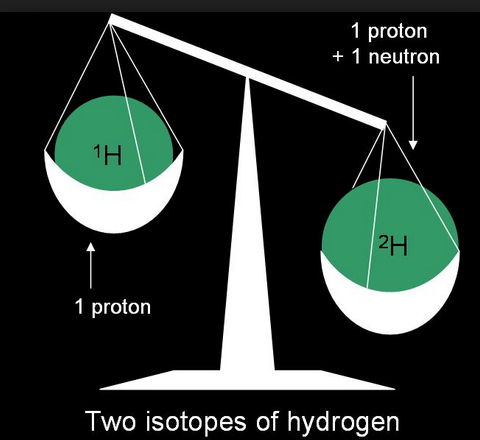 1 proton
+ 1 neutron
¹H
²H
1 proton
Two isotopes of hydrogen